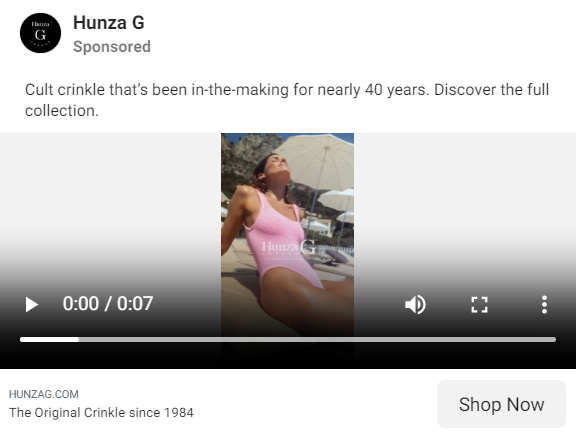 Hunza
G
Hunza G
Sponsored
Cult crinkle that's been in-the-making for nearly 40 years. Discover the full
collection.
Hunza G
0:00 / 0:07
HUNZAG.COM
The Original Crinkle since 1984
Shop Now